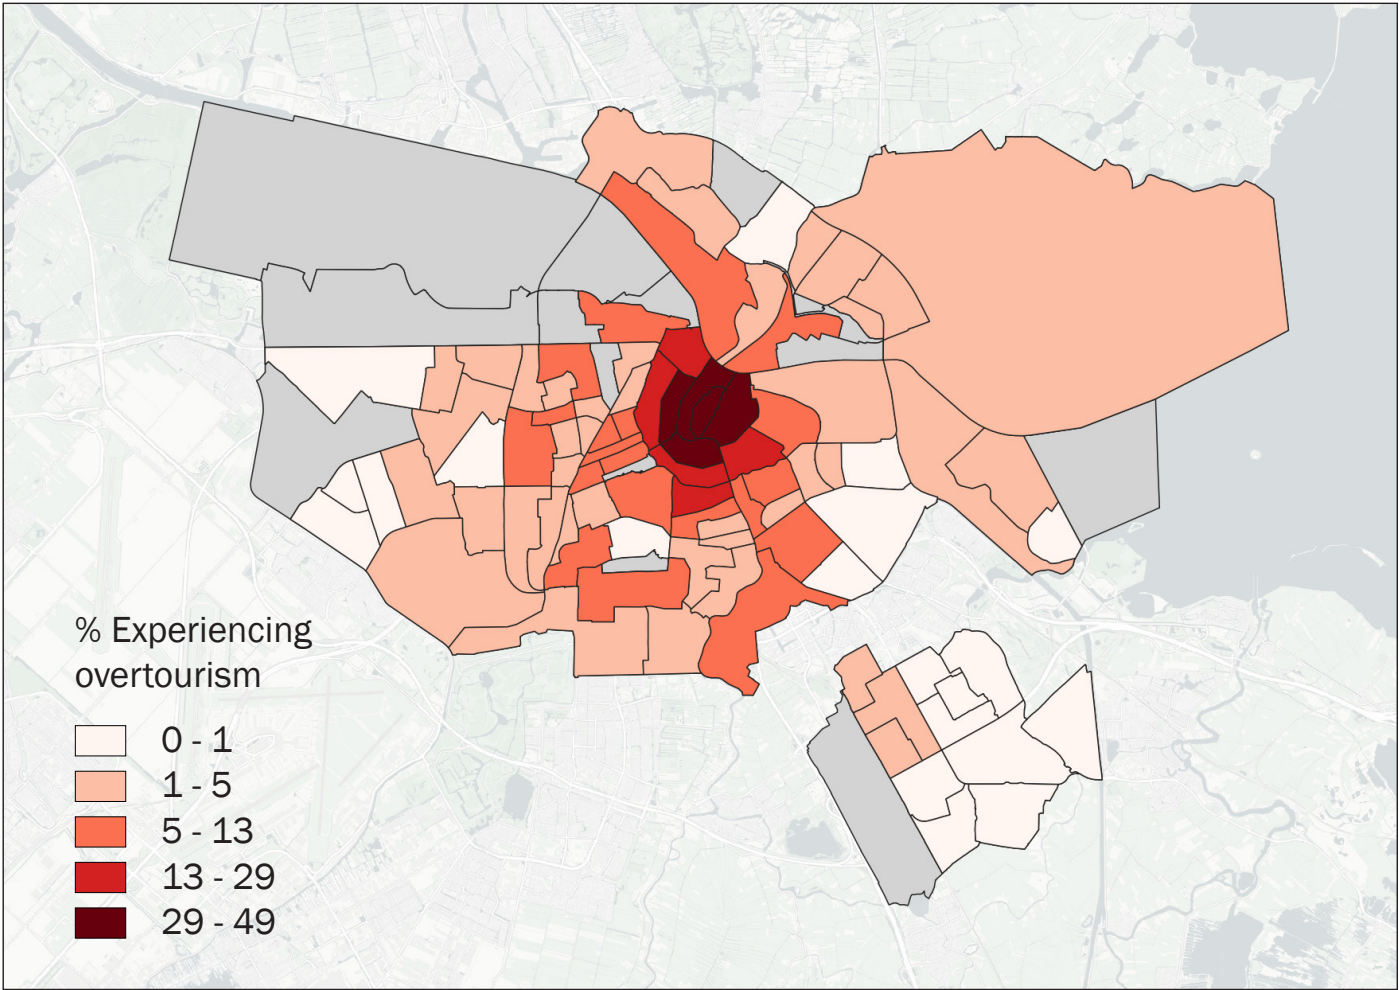 % Experiencing
overtourism
0 - 1
1 - 5
5 - 13
13 - 29
29 - 49